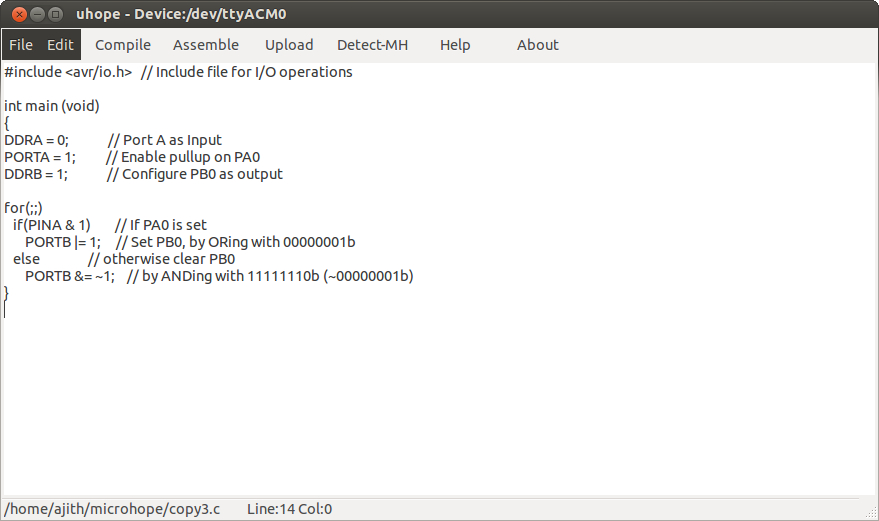 uhope - Device:/dev/ttyACM0
File Edit Compile Assemble Upload Detect-MH Help About
#include <avr/io.h>  // Include file for I/O operations
int main (void)
{
DDRA = 0;         // Port A as Input
PORTA = 1;       // Enable pullup on PA0
DDRB = 1;         // Configure PB0 as output
for(;;)
  if(PINA & 1)      // If PA0 is set
     PORTB |= 1;    // Set PB0, by ORing with 00000001b
  else           // otherwise clear PB0
     PORTB &= ~1;   // by ANDing with 11111110b (~00000001b)
}
/home/ajith/microhope/copy3.c Line:14 Col:0